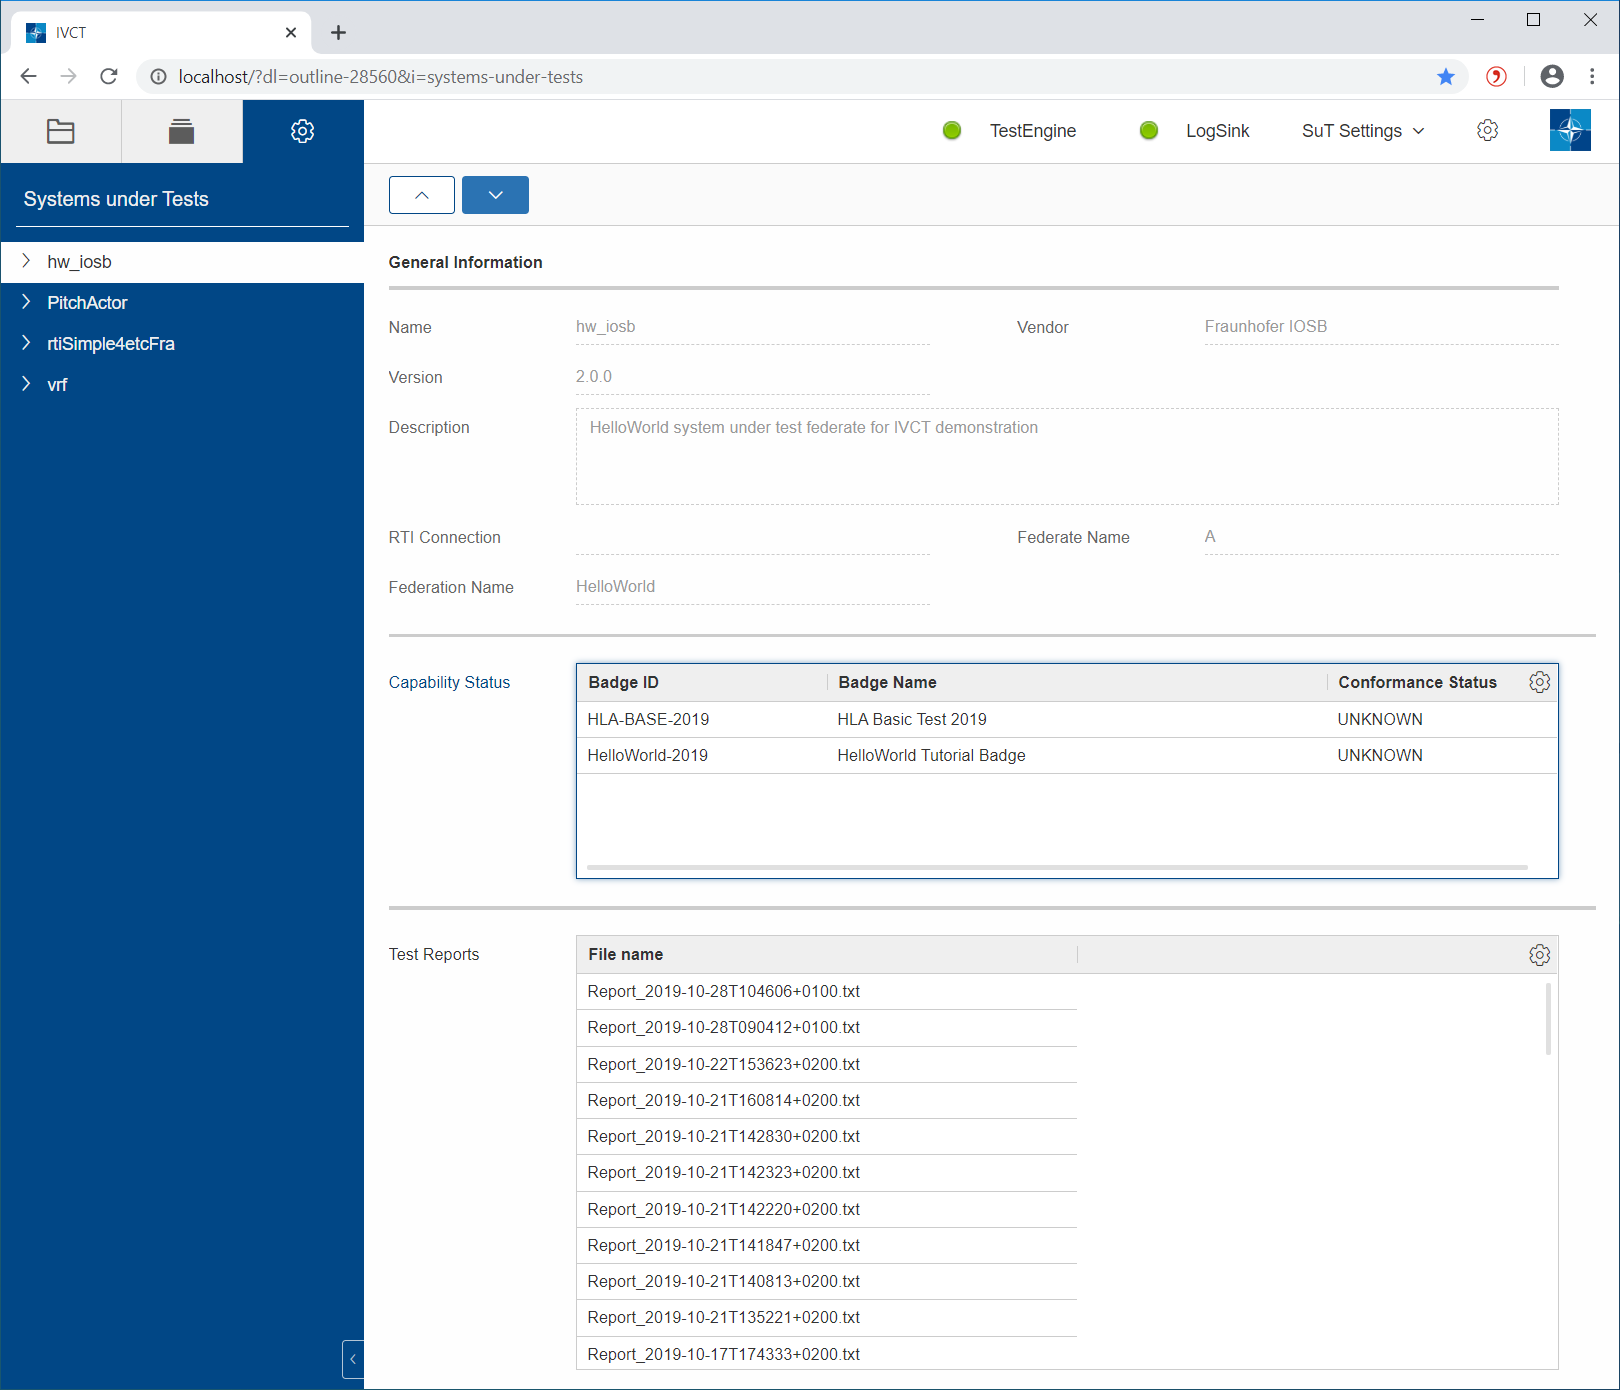 IVCT
localhost/?dl=outline-28560&i=systems-under-tests
TestEngine LogSink SuT Settings
Systems under Tests
hw_iosb
PitchActor
rtiSimple4etcFra
vrf
General Information
Name hw_iosb Vendor Fraunhofer IOSB
Version 2.0.0
Description HelloWorld system under test federate for IVCT demonstration
RTI Connection Federate Name A
Federation Name HelloWorld
Capability Status Badge ID Badge Name Conformance Status
HLA-BASE-2019 HLA Basic Test 2019 UNKNOWN
HelloWorld-2019 HelloWorld Tutorial Badge UNKNOWN
Test Reports File name
Report_2019-10-28T104606+0100.txt
Report_2019-10-28T090412+0100.txt
Report_2019-10-22T153623+0200.txt
Report_2019-10-21T160814+0200.txt
Report_2019-10-21T142830+0200.txt
Report_2019-10-21T142323+0200.txt
Report_2019-10-21T142220+0200.txt
Report_2019-10-21T141847+0200.txt
Report_2019-10-21T140813+0200.txt
Report_2019-10-21T135221+0200.txt
Report_2019-10-17T174333+0200.txt